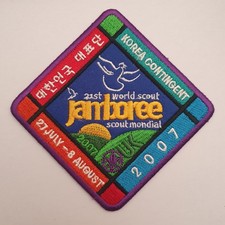 대한민국 대표단
KOREA CONTINGENT
21st world scout
jamboree
scout mondial
2007
27 JULY - 8 AUGUST
2007